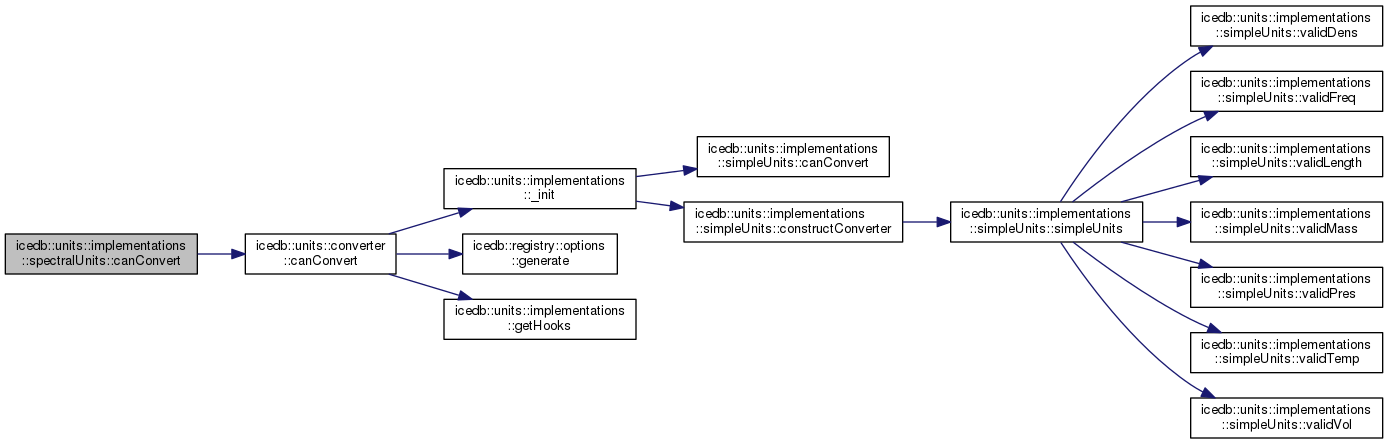 icedb::units::implementations
::spectralUnits::canConvert
icedb::units::converter
::canConvert
icedb::units::implementations
::_init
icedb::registry::options
::generate
icedb::units::implementations
::getHooks
icedb::units::implementations
::simpleUnits::canConvert
icedb::units::implementations
::simpleUnits::constructConverter
icedb::units::implementations
::simpleUnits::simpleUnits
icedb::units::implementations
::simpleUnits::validDens
icedb::units::implementations
::simpleUnits::validFreq
icedb::units::implementations
::simpleUnits::validLength
icedb::units::implementations
::simpleUnits::validMass
icedb::units::implementations
::simpleUnits::validPres
icedb::units::implementations
::simpleUnits::validTemp
icedb::units::implementations
::simpleUnits::validVol